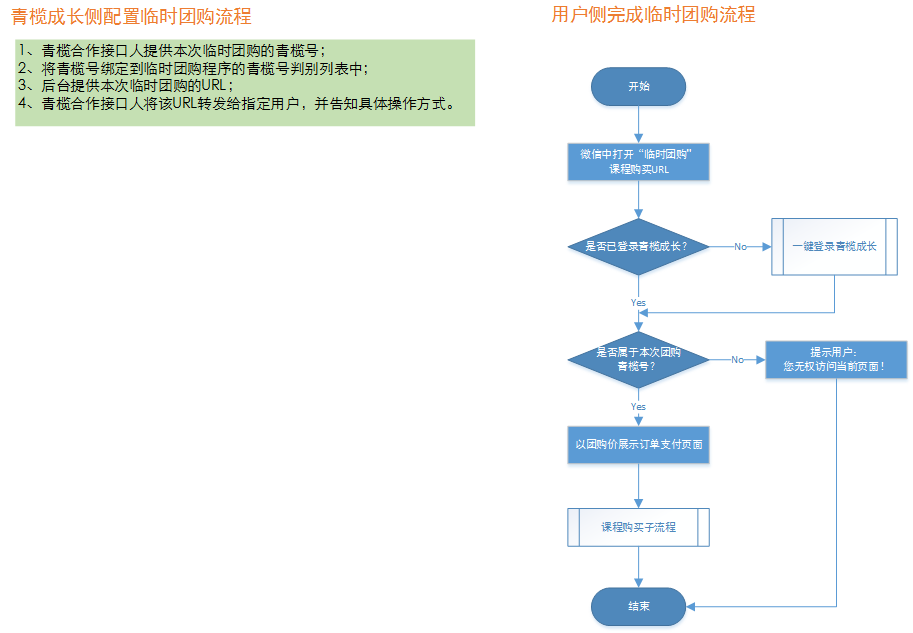 青榄成长侧配置临时团购流程
1、青榄合作接口人提供本次临时团购的青榄号；
2、将青榄号绑定到临时团购程序的青榄号判别列表中；
3、后台提供本次临时团购的URL；
4、青榄合作接口人将该URL转发给指定用户，并告知具体操作方式。
用户侧完成临时团购流程
开始
微信中打开“临时团购”
课程购买URL
是否已登录青榄成长？
No
一键登录青榄成长
Yes
是否属于本次团购
青榄号？
No
提示用户：
您无权访问当前页面！
Yes
以团购价展示订单支付页面
课程购买子流程
结束